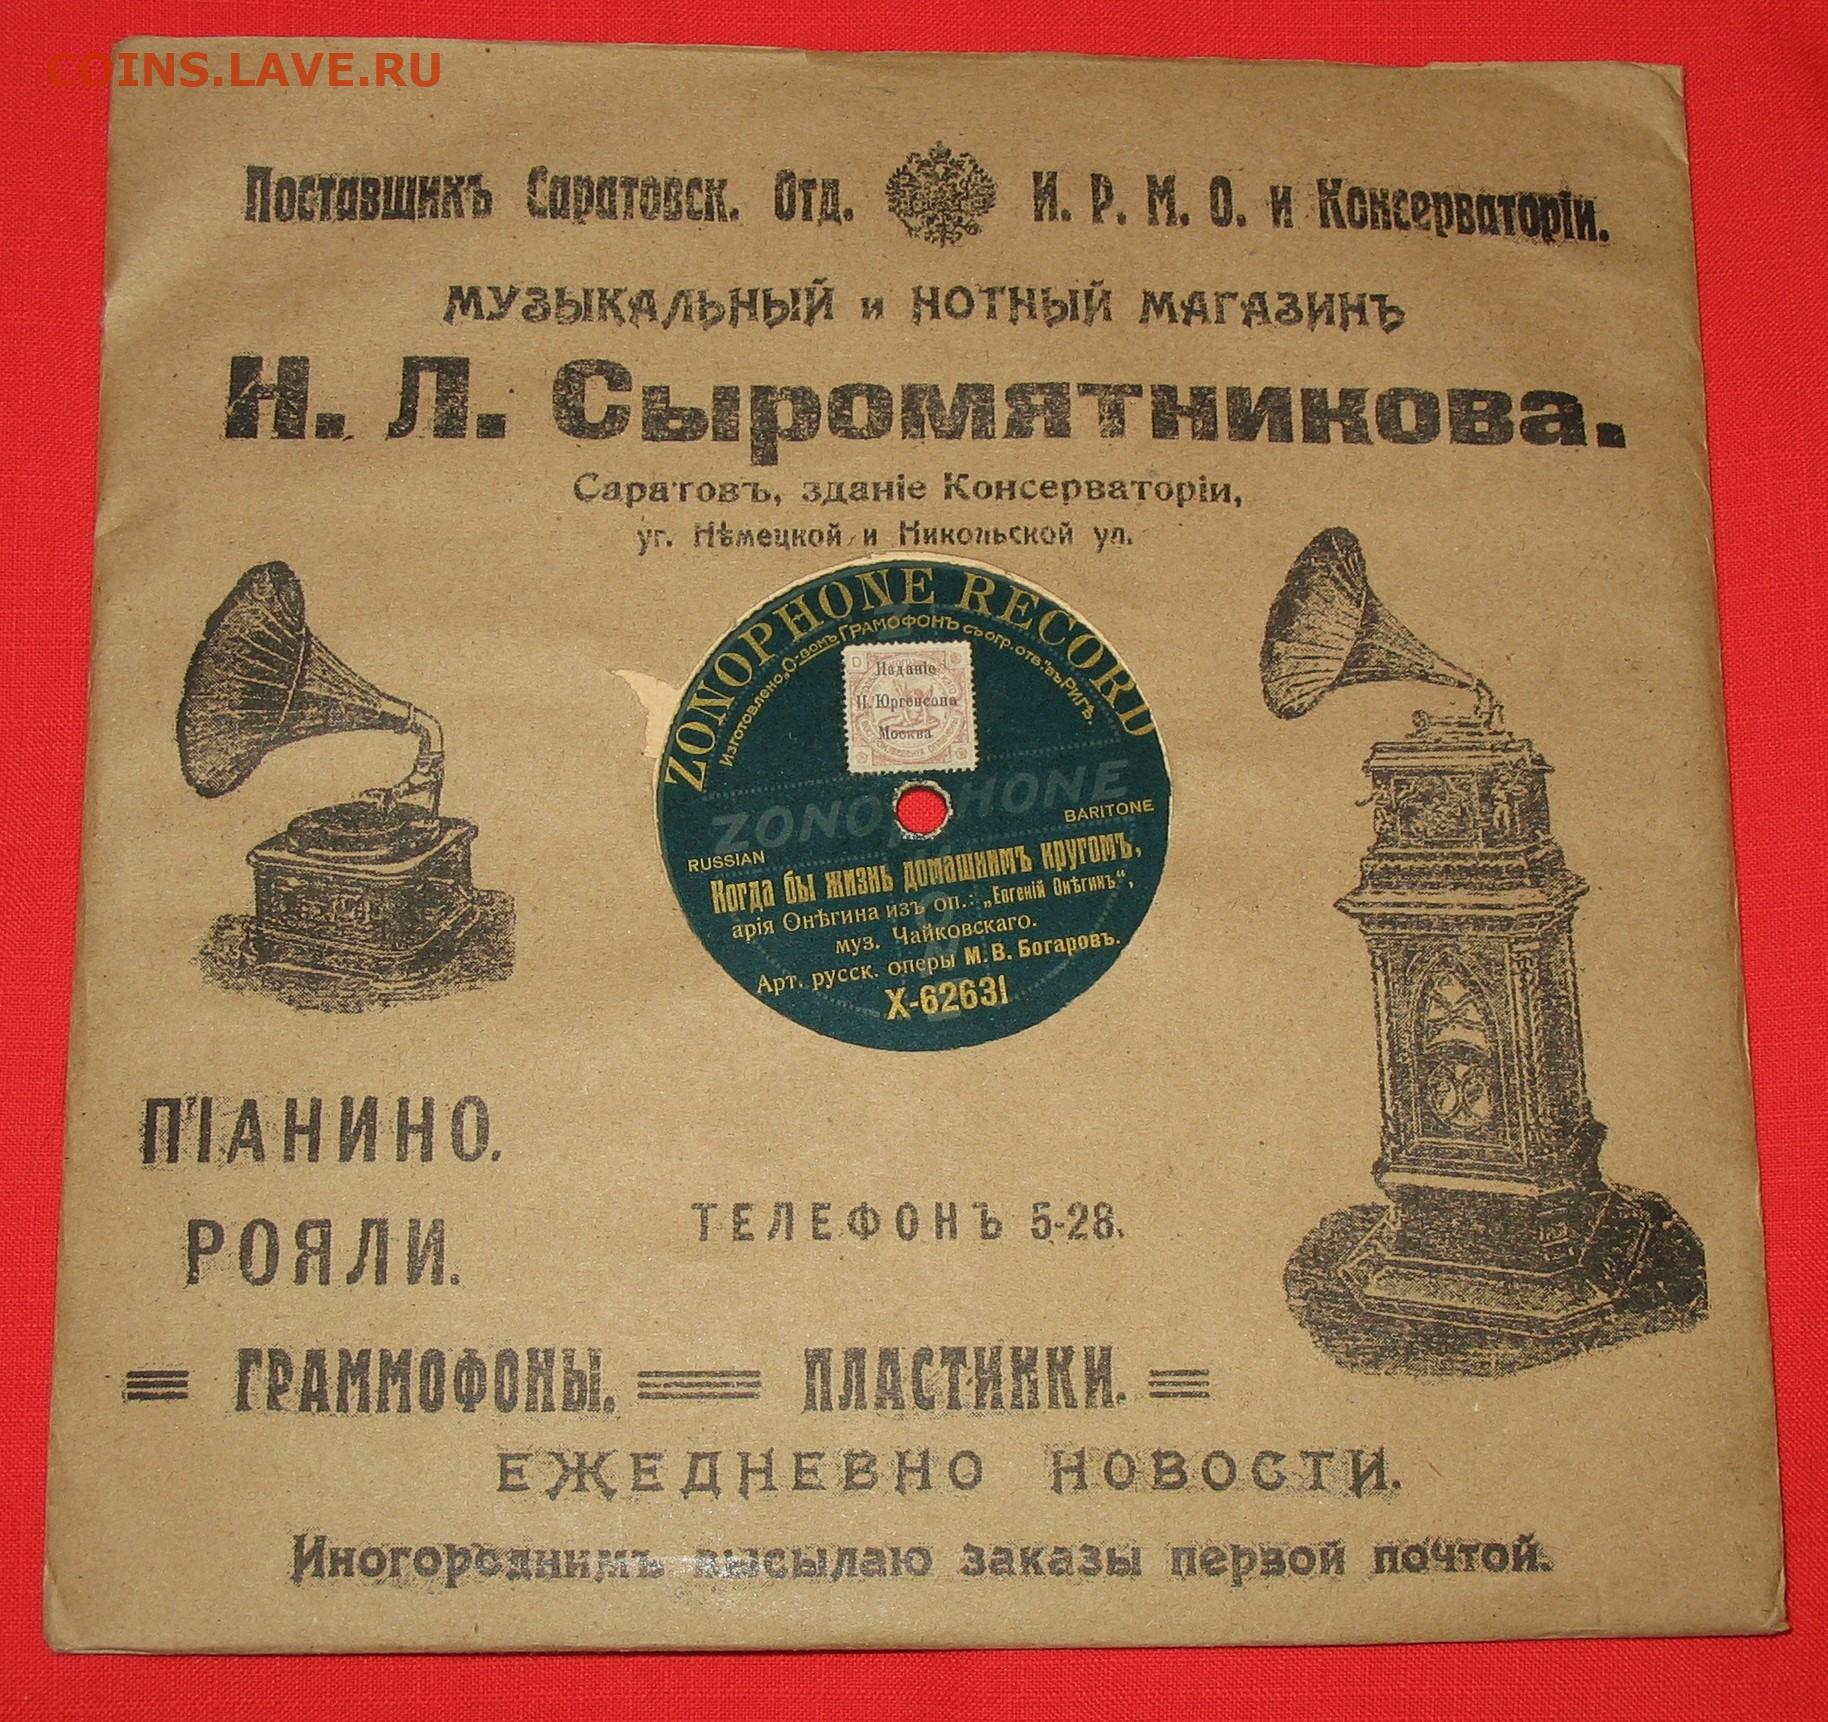 COINS.LAVE.RU
Поставщикъ Саратовск. Отд. И. Р. М. О. и Консерваторіи.
МУЗЫКАЛЬНЫЙ и НОТНЫЙ МАГАЗИНЪ
Н. Л. Сыромятникова.
Саратовъ, зданіе Консерваторіи,
уг. Нѣмецкой и Никольской ул.
ZONOPHONE RECORD
Изготовлено „О-вомъ ГРАМОФОНЪ съ огр. отв." въ РИГѢ.
Изданіе
П. Юргенсона
Москва
ZONOPHONE
RUSSIAN
BARITONE
Когда бы жизнь домашнимъ кругомъ,
арія Онѣгина изъ оп.: „Евгеній Онѣгинъ“,
муз. Чайковскаго.
Арт. русск. оперы М. В. Богаровъ.
X-62631
ПІАНИНО.
РОЯЛИ.
ТЕЛЕФОНЪ 5-28.
ГРАММОФОНЫ. ПЛАСТИНКИ.
ЕЖЕДНЕВНО НОВОСТИ.
Иногороднимъ высылаю заказы первой почтой.